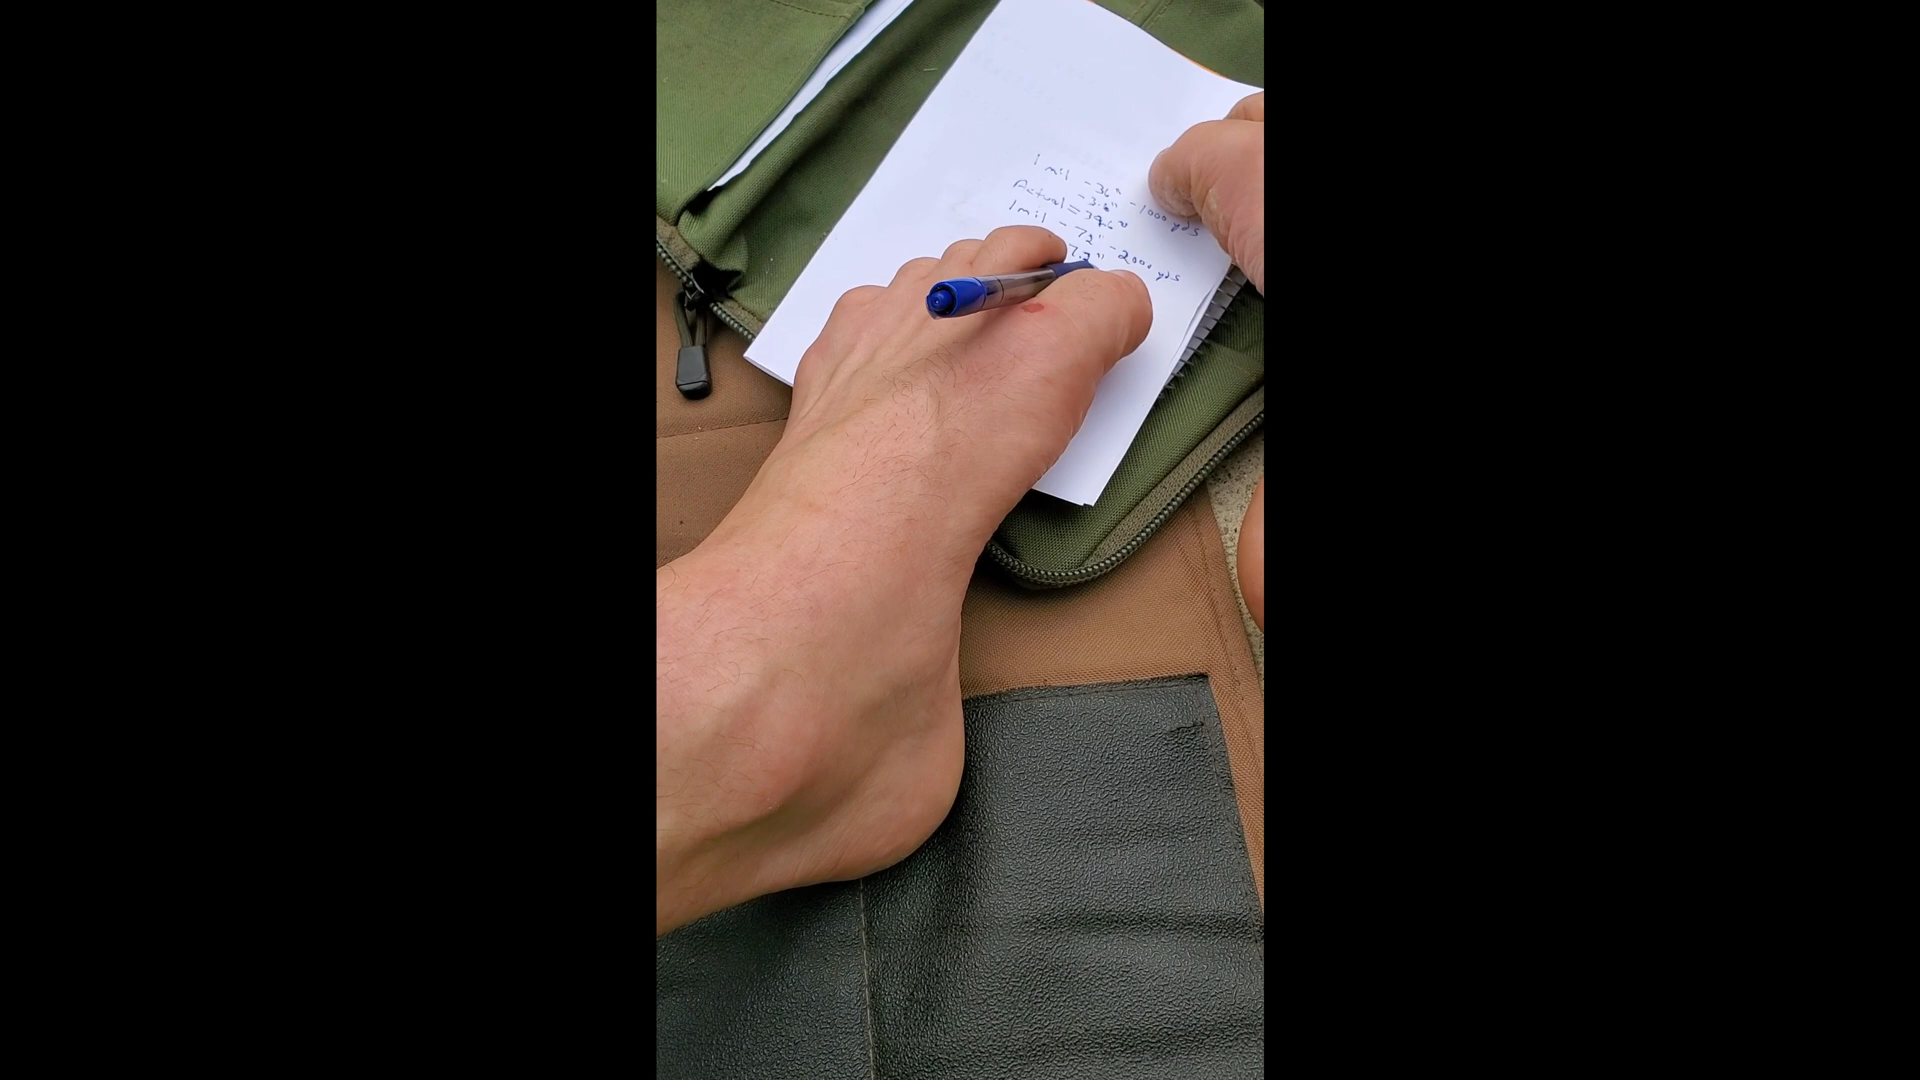 1 mil - 36"
- 3.6" - 1000 yds
Actual = 39.6"
1 mil - 72"
7.2" - 2000 yds